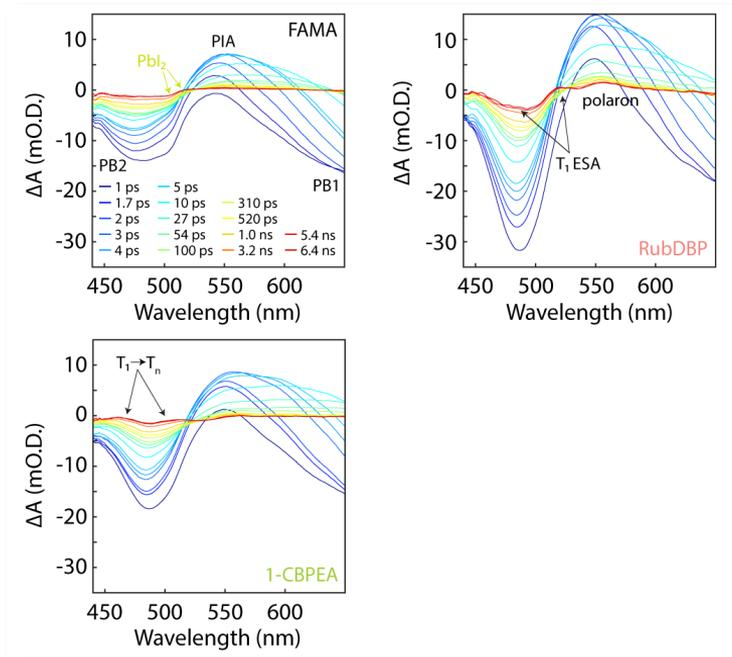 FAMA
PIA
PbI2
10
0
-10
-20
-30
ΔA (mO.D.)
PB2
PB1
1 ps
1.7 ps
2 ps
3 ps
4 ps
5 ps
10 ps
27 ps
54 ps
100 ps
310 ps
520 ps
1.0 ns
3.2 ns
5.4 ns
6.4 ns
450 500 550 600
Wavelength (nm)
10
0
-10
-20
-30
ΔA (mO.D.)
polaron
T1 ESA
RubDBP
450 500 550 600
Wavelength (nm)
T1→Tn
10
0
-10
-20
-30
ΔA (mO.D.)
1-CBPEA
450 500 550 600
Wavelength (nm)